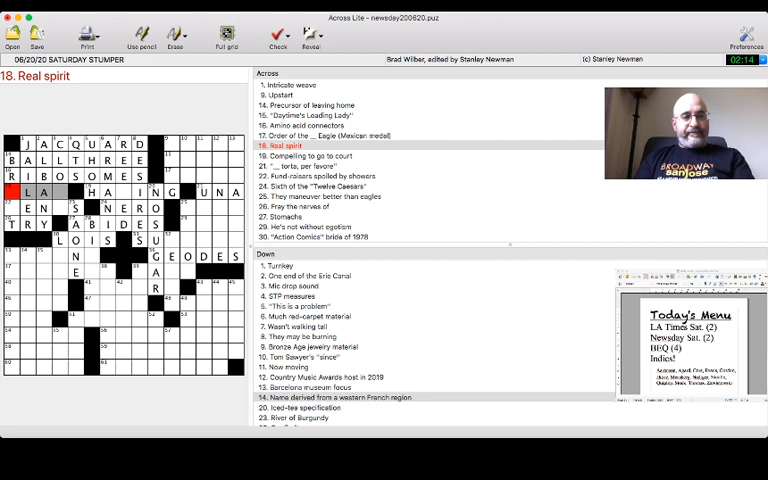 Across Lite - newsday200620.puz
Open
Save
Print
Use pencil
Erase
Full grid
Check
Reveal
Preferences
06/20/20 SATURDAY STUMPER
Brad Wilber, edited by Stanley Newman
(c) Stanley Newman
02:14
18. Real spirit
JACQUARD
BALLTHREE
RIBOSOMES
LA HA ING UNA
EN S NERO
TRY ABIDES
LOIS SU
N GEODES
E A
R
Across
1. Intricate weave
9. Upstart
14. Precursor of leaving home
15. "Daytime's Leading Lady"
16. Amino acid connectors
17. Order of the __ Eagle (Mexican medal)
18. Real spirit
19. Compelling to go to court
21. "__ torta, per favore"
22. Fund-raisers spoiled by showers
24. Sixth of the "Twelve Caesars"
25. They maneuver better than eagles
26. Fray the nerves of
27. Stomachs
29. He's not without egotism
30. "Action Comics" bride of 1978
Down
1. Turnkey
2. One end of the Erie Canal
3. Mic drop sound
4. STP measures
5. "This is a problem"
6. Much red-carpet material
7. Wasn't walking tall
8. They may be burning
9. Bronze Age jewelry material
10. Tom Sawyer's "since"
11. Now moving
12. Country Music Awards host in 2019
13. Barcelona museum focus
14. Name derived from a western French region
20. Iced-tea specification
23. River of Burgundy
BROADWAY
sanjose
Today's Menu
LA Times Sat. (2)
Newsday Sat. (2)
BEQ (4)
Indies!